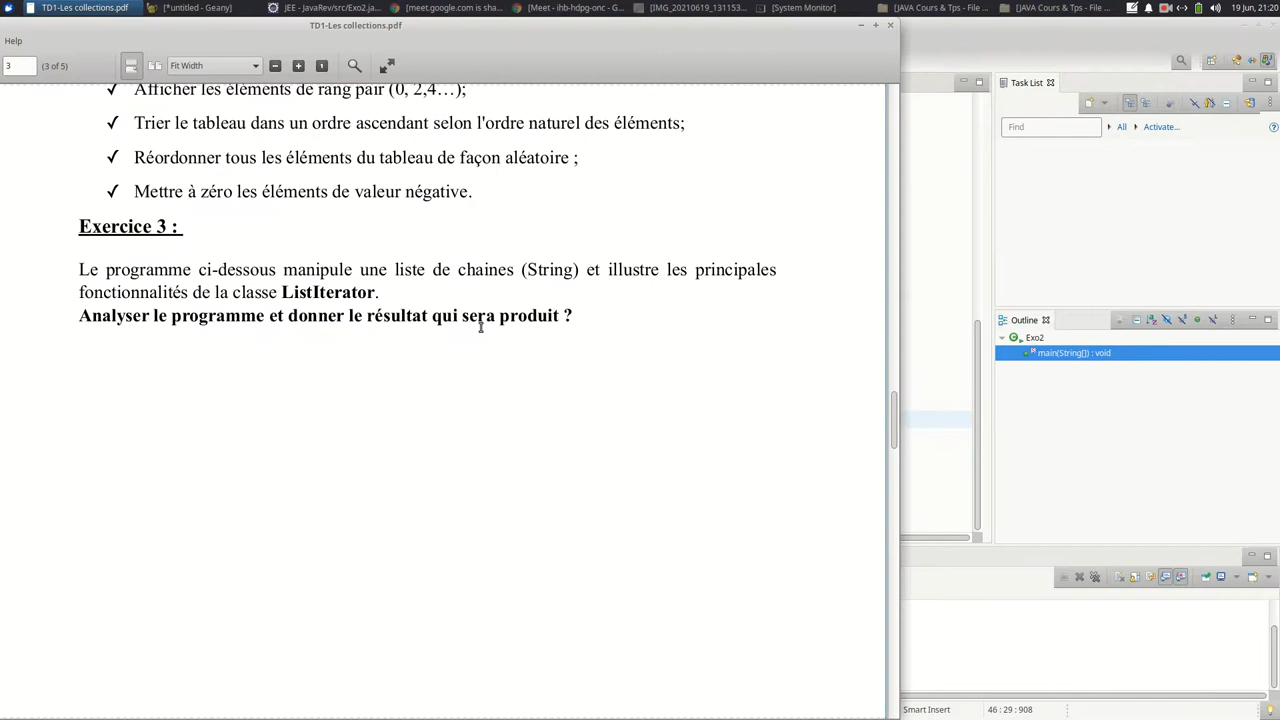 TD1-Les collections.pdf
[*untitled) - Geany]
[JEE - JavaRev/src/Exo2.ja...
[meet.google.com is sha...
[Meet - ihb-hdpg-onc - G...
[IMG_20210619_131153...
[System Monitor]
[JAVA Cours & Tps - File ...
[JAVA Cours & Tps - File ...
19 Jun, 21:20
TD1-Les collections.pdf
Help
3 (3 of 5) Fit Width
✓ Afficher les éléments de rang pair (0, 2,4…);
✓ Trier le tableau dans un ordre ascendant selon l'ordre naturel des éléments;
✓ Réordonner tous les éléments du tableau de façon aléatoire ;
✓ Mettre à zéro les éléments de valeur négative.
Exercice 3 :
Le programme ci-dessous manipule une liste de chaines (String) et illustre les principales
fonctionnalités de la classe ListIterator.
Analyser le programme et donner le résultat qui sera produit ?
Task List
Find All Activate...
Outline
Exo2
main(String[]) : void
Smart Insert 46 : 29 : 908